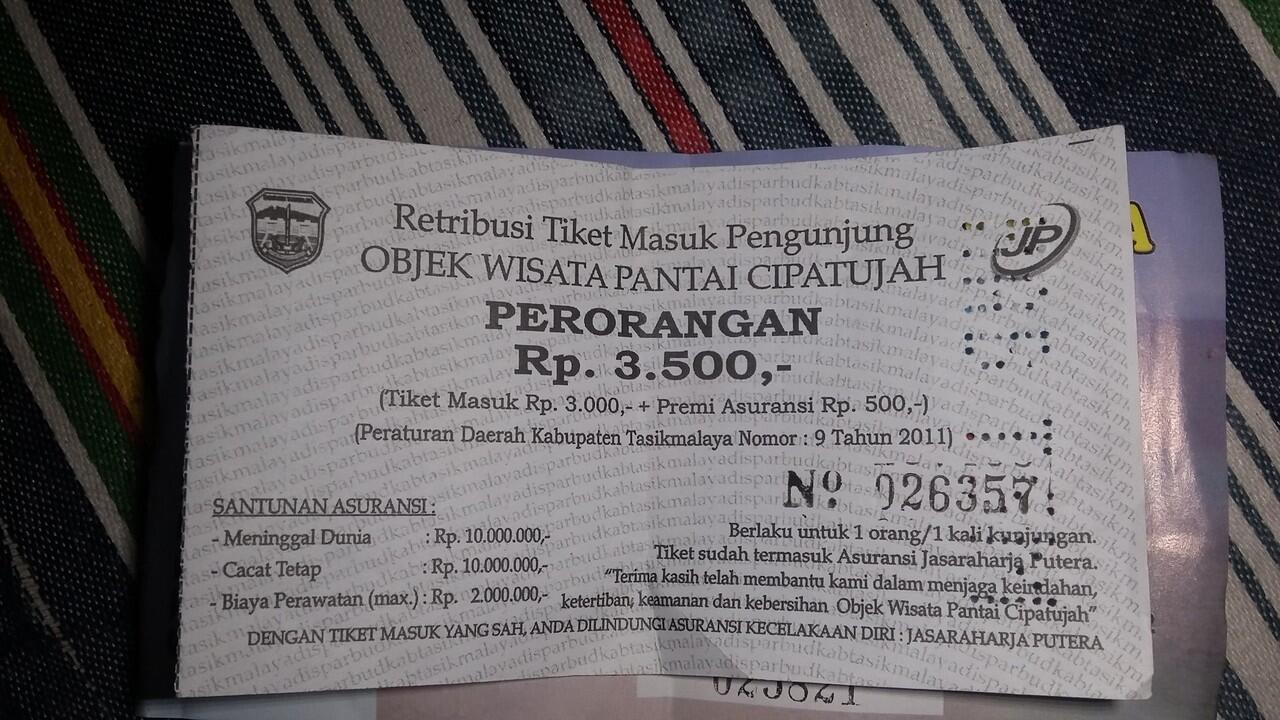 Retribusi Tiket Masuk Pengunjung
OBJEK WISATA PANTAI CIPATUJAH
JP
PERORANGAN
Rp. 3.500,-
(Tiket Masuk Rp. 3.000,- + Premi Asuransi Rp. 500,-)
(Peraturan Daerah Kabupaten Tasikmalaya Nomor : 9 Tahun 2011)
Nº 026357
SANTUNAN ASURANSI :
- Meninggal Dunia : Rp. 10.000.000,-
- Cacat Tetap : Rp. 10.000.000,-
- Biaya Perawatan (max.) : Rp. 2.000.000,-
Berlaku untuk 1 orang/1 kali kunjungan.
Tiket sudah termasuk Asuransi Jasaraharja Putera.
"Terima kasih telah membantu kami dalam menjaga keindahan,
ketertiban, keamanan dan kebersihan Objek Wisata Pantai Cipatujah"
DENGAN TIKET MASUK YANG SAH, ANDA DILINDUNGI ASURANSI KECELAKAAN DIRI : JASARAHARJA PUTERA
A